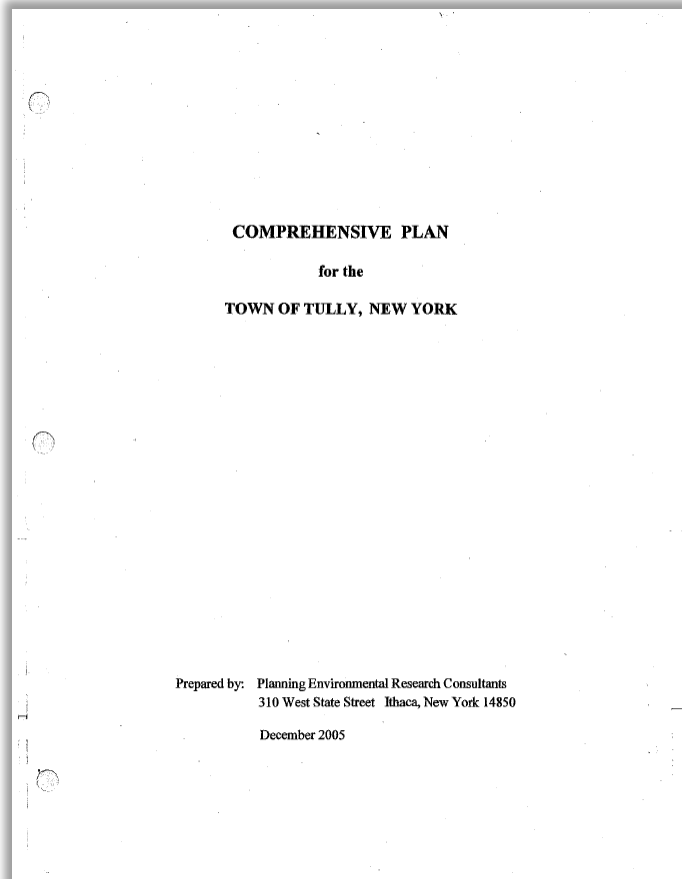 COMPREHENSIVE PLAN
for the
TOWN OF TULLY, NEW YORK
Prepared by: Planning Environmental Research Consultants
310 West State Street Ithaca, New York 14850
December 2005